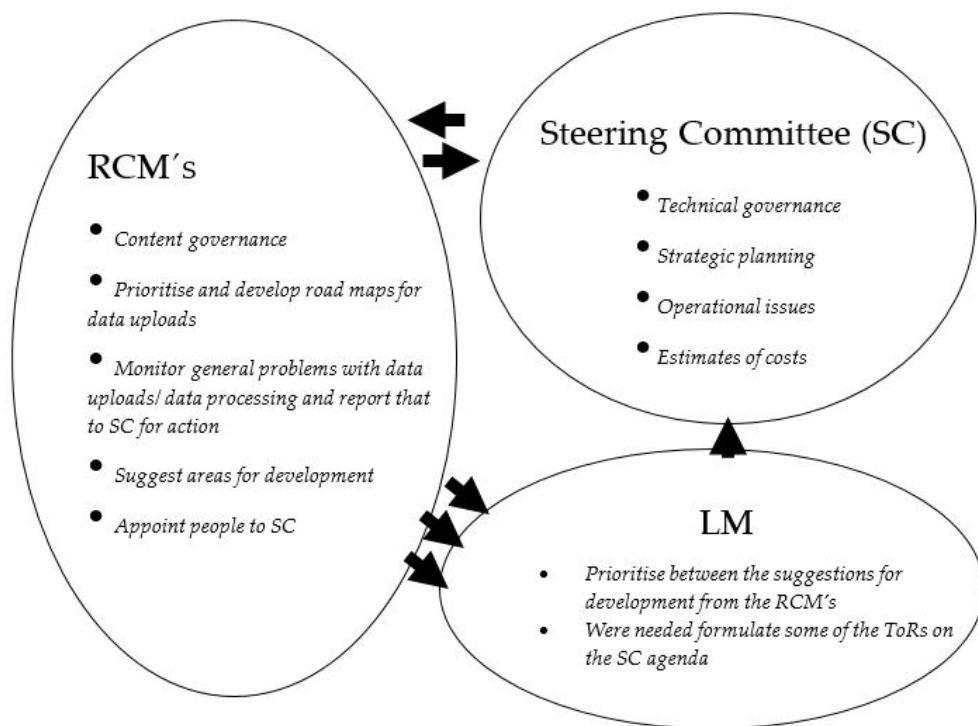 RCM´s
• Content governance
• Prioritise and develop road maps for
data uploads
• Monitor general problems with data
uploads/ data processing and report that
to SC for action
• Suggest areas for development
• Appoint people to SC
Steering Committee (SC)
• Technical governance
• Strategic planning
• Operational issues
• Estimates of costs
LM
• Prioritise between the suggestions for
development from the RCM´s
• Were needed formulate some of the ToRs on
the SC agenda